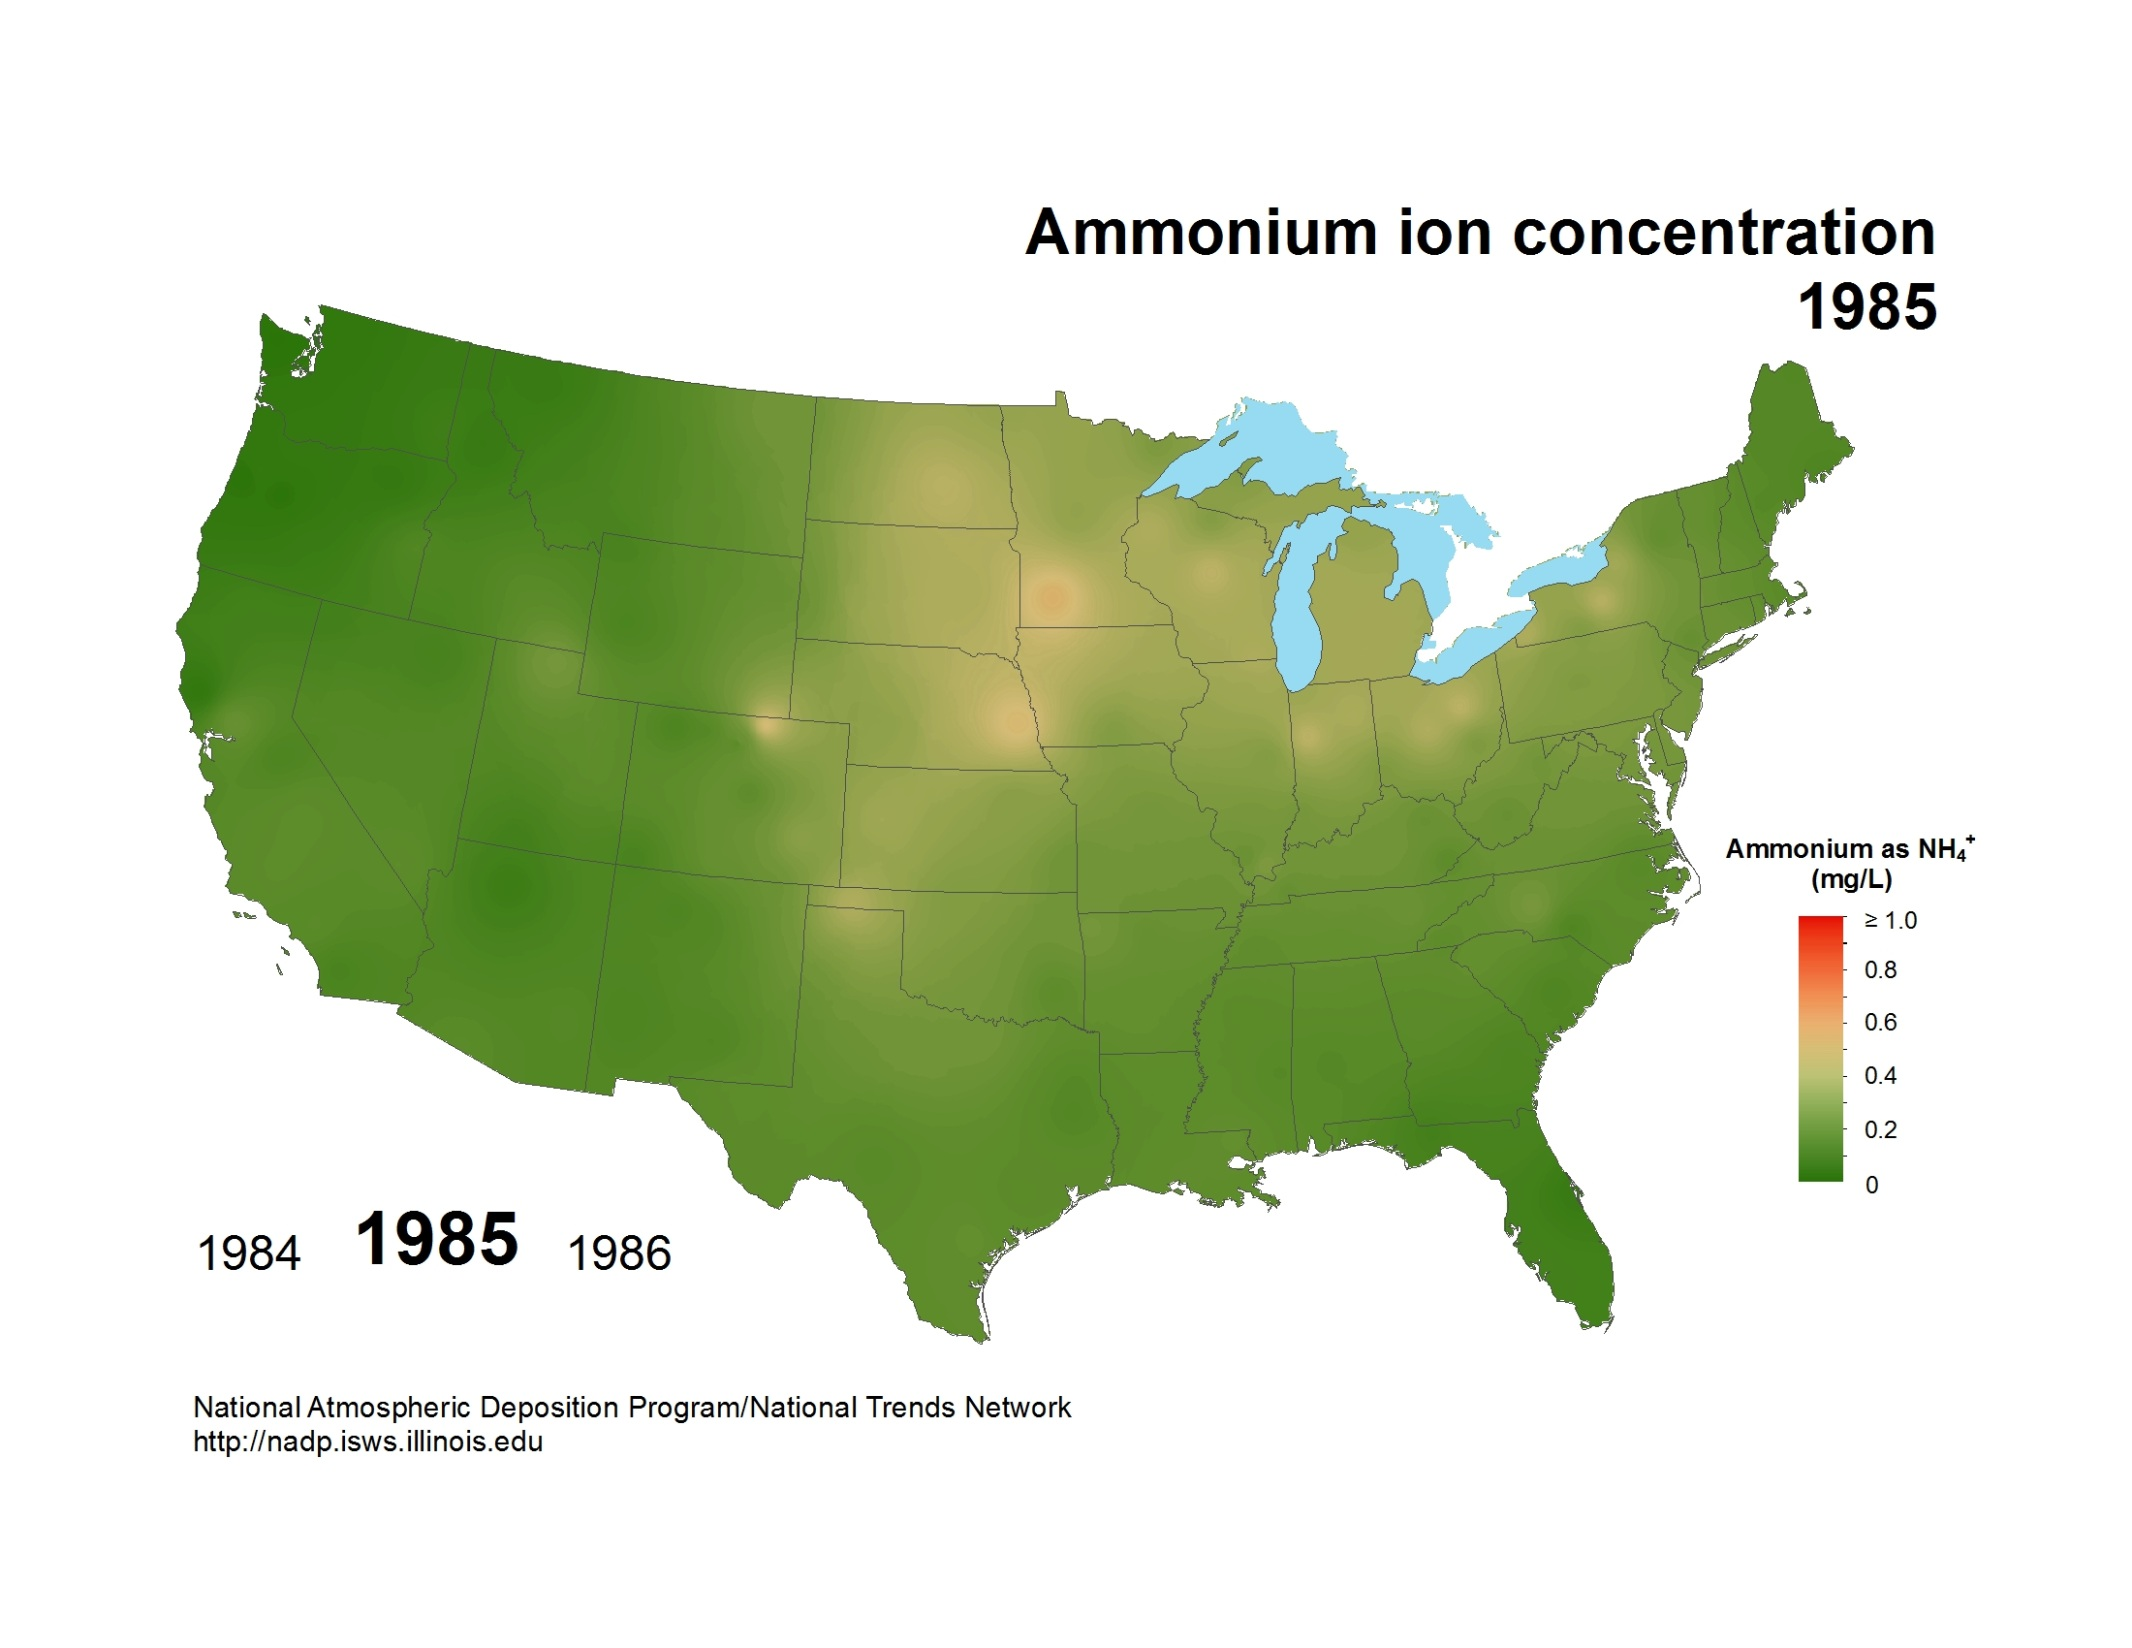 Ammonium ion concentration
1985
Ammonium as NH₄⁺
(mg/L)
≥ 1.0
0.8
0.6
0.4
0.2
0
1984 1985 1986
National Atmospheric Deposition Program/National Trends Network
http://nadp.isws.illinois.edu